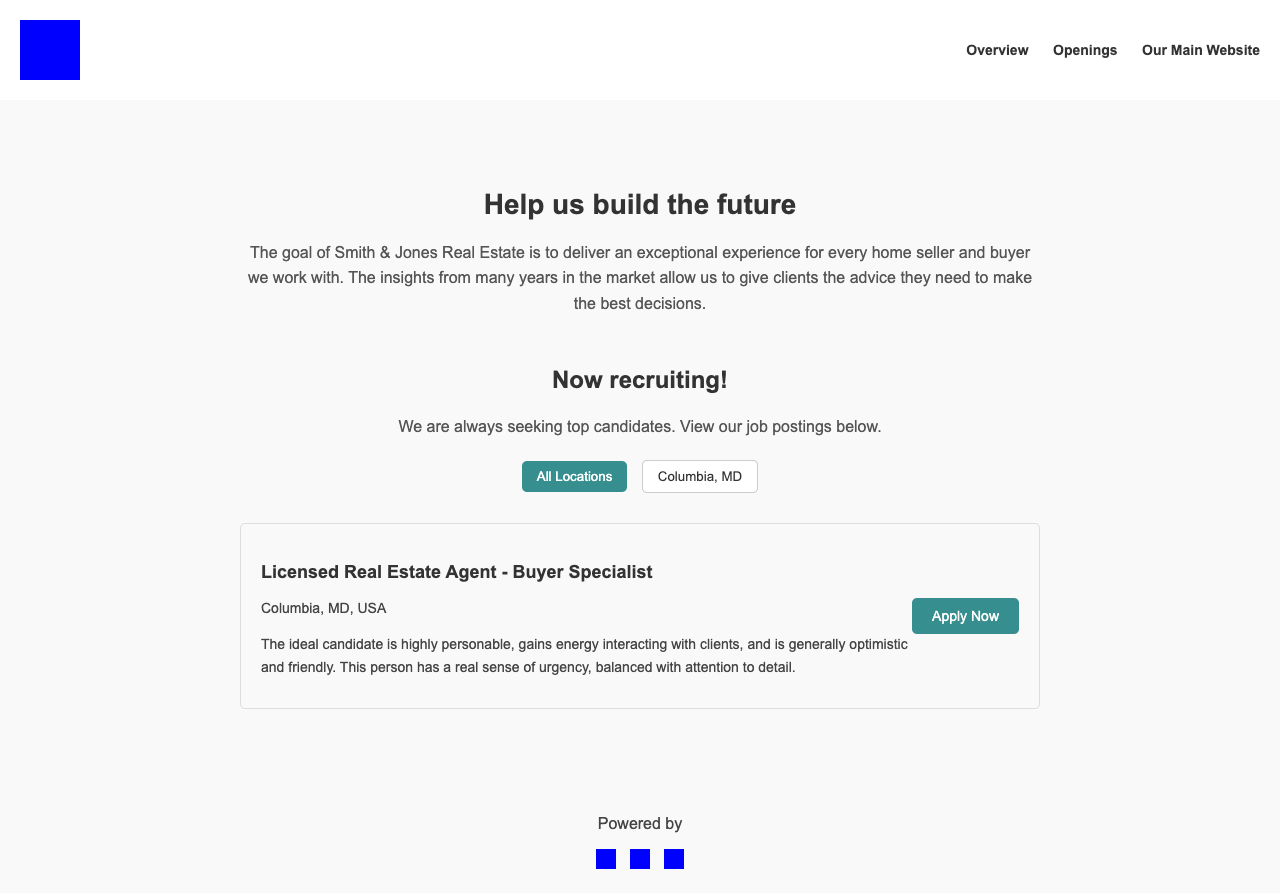 Overview
Openings
Our Main Website
Help us build the future
The goal of Smith & Jones Real Estate is to deliver an exceptional experience for every home seller and buyer
we work with. The insights from many years in the market allow us to give clients the advice they need to make
the best decisions.
Now recruiting!
We are always seeking top candidates. View our job postings below.
All Locations
Columbia, MD
Licensed Real Estate Agent - Buyer Specialist
Columbia, MD, USA
Apply Now
The ideal candidate is highly personable, gains energy interacting with clients, and is generally optimistic
and friendly. This person has a real sense of urgency, balanced with attention to detail.
Powered by